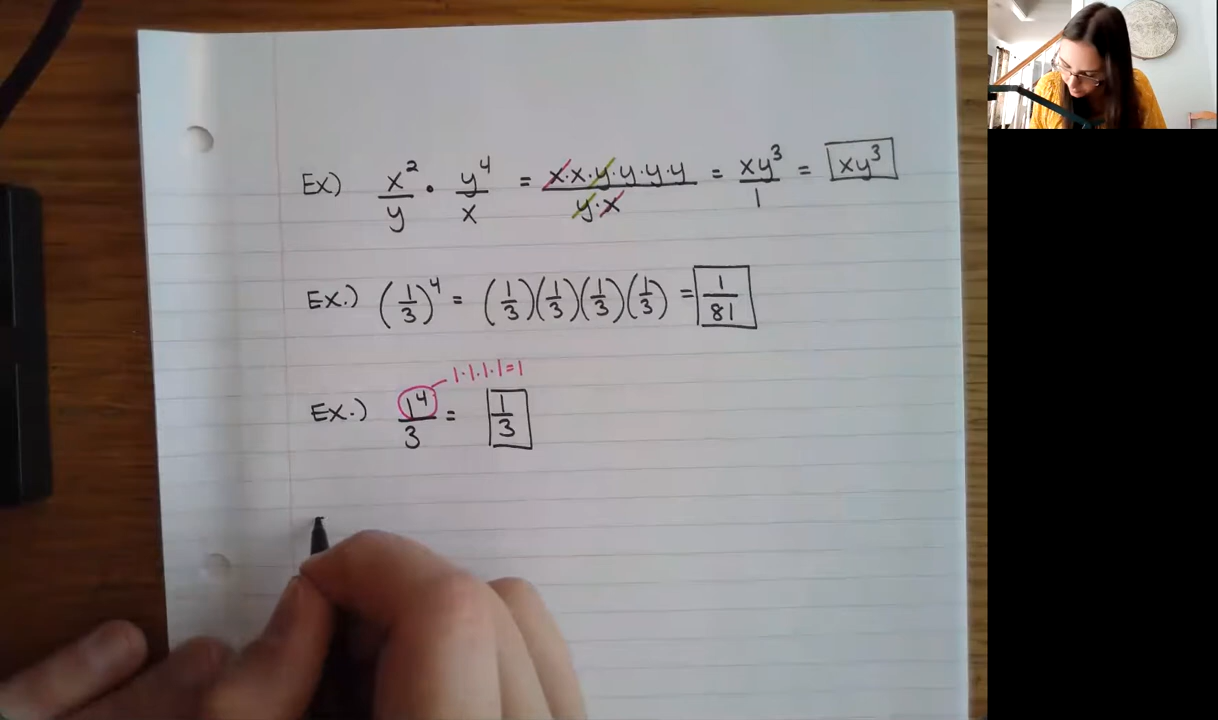 Ex) x²/y · y⁴/x = x·x·y·y·y·y/y·x = xy³/1 = xy³
Ex.) (1/3)⁴ = (1/3)(1/3)(1/3)(1/3) = 1/81
1·1·1·1=1
Ex.) 1⁴/3 = 1/3